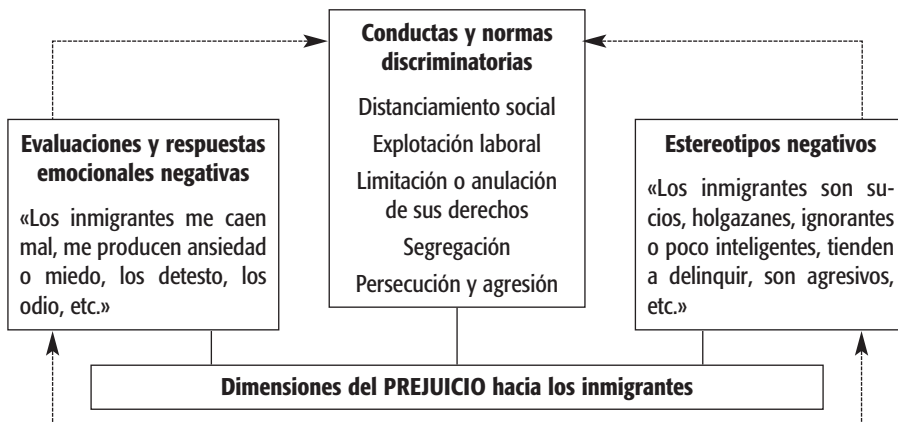 Conductas y normas
discriminatorias
Distanciamiento social
Explotación laboral
Limitación o anulación
de sus derechos
Segregación
Persecución y agresión
Evaluaciones y respuestas
emocionales negativas
«Los inmigrantes me caen
mal, me producen ansiedad
o miedo, los detesto, los
odio, etc.»
Estereotipos negativos
«Los inmigrantes son su-
cios, holgazanes, ignorantes
o poco inteligentes, tienden
a delinquir, son agresivos,
etc.»
Dimensiones del PREJUICIO hacia los inmigrantes